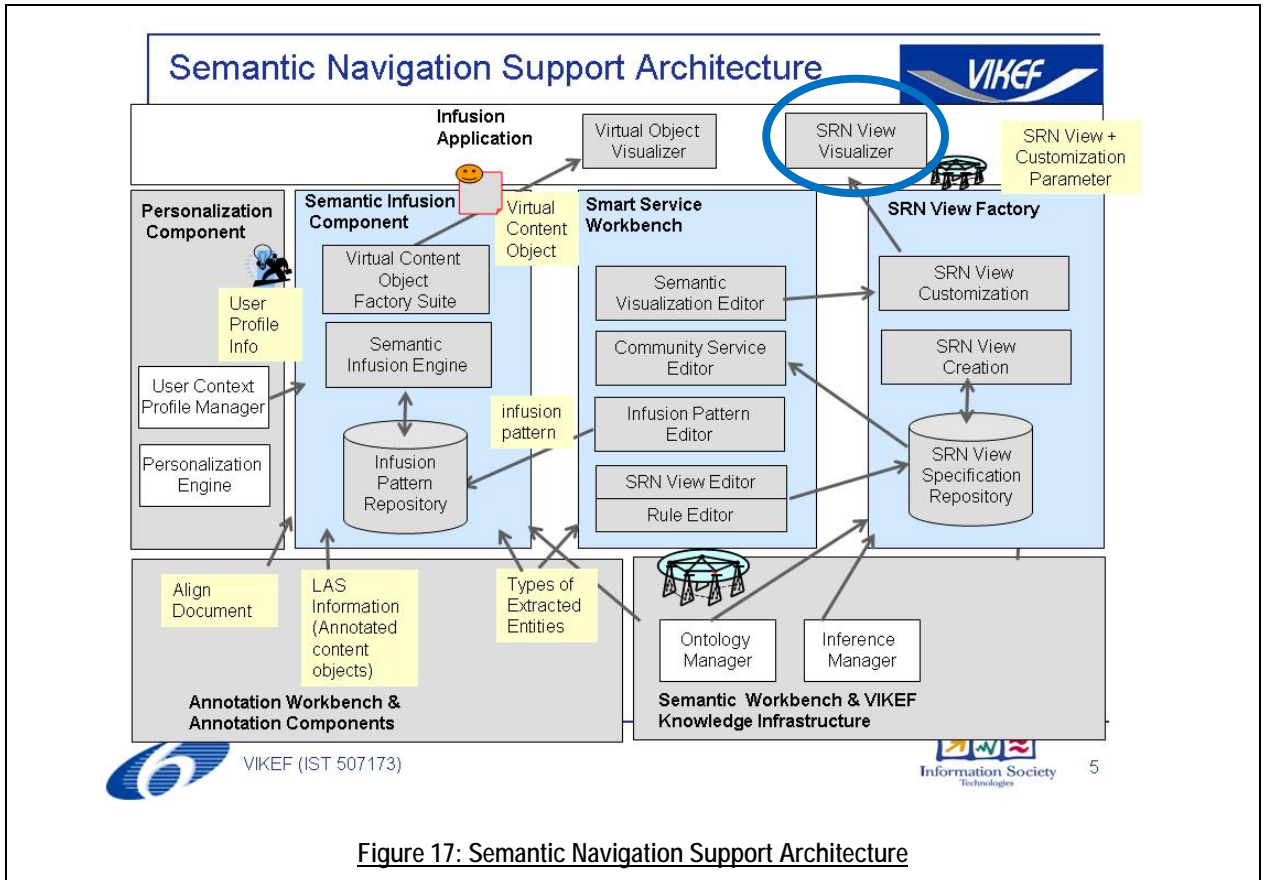 Semantic Navigation Support Architecture
VIKEF
Infusion
Application
Virtual Object
Visualizer
SRN View
Visualizer
SRN View +
Customization
Parameter
Personalization
Component
User
Profile
Info
User Context
Profile Manager
Personalization
Engine
Semantic Infusion
Component
Virtual
Content
Object
Virtual Content
Object
Factory Suite
Semantic
Infusion Engine
Infusion
Pattern
Repository
infusion
pattern
Smart Service
Workbench
Semantic
Visualization Editor
Community Service
Editor
Infusion Pattern
Editor
SRN View Editor
Rule Editor
SRN View Factory
SRN View
Customization
SRN View
Creation
SRN View
Specification
Repository
Align
Document
LAS
Information
(Annotated
content
objects)
Types of
Extracted
Entities
Annotation Workbench &
Annotation Components
Ontology
Manager
Inference
Manager
Semantic Workbench & VIKEF
Knowledge Infrastructure
6
VIKEF (IST 507173)
Information Society
Technologies
5
Figure 17: Semantic Navigation Support Architecture